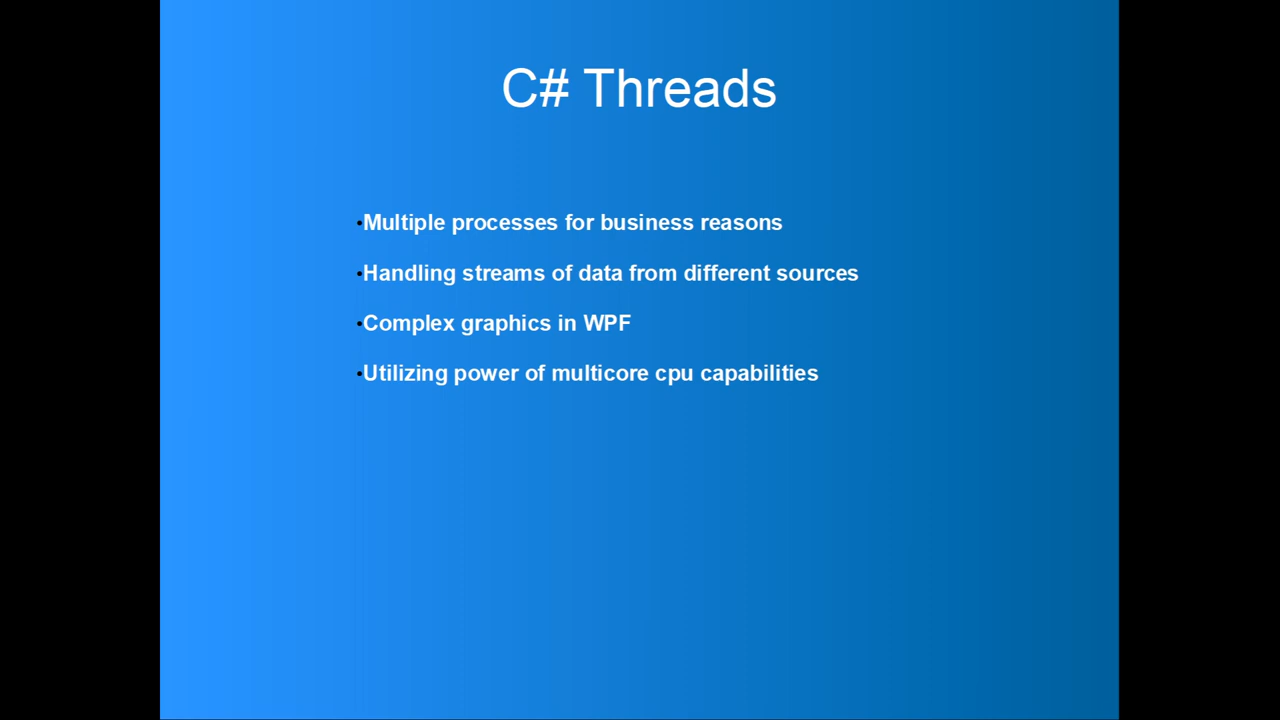 C# Threads
•Multiple processes for business reasons
•Handling streams of data from different sources
•Complex graphics in WPF
•Utilizing power of multicore cpu capabilities